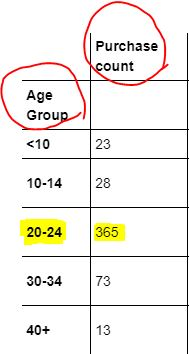 Purchase
count
Age
Group
<10 23
10-14 28
20-24 365
30-34 73
40+ 13